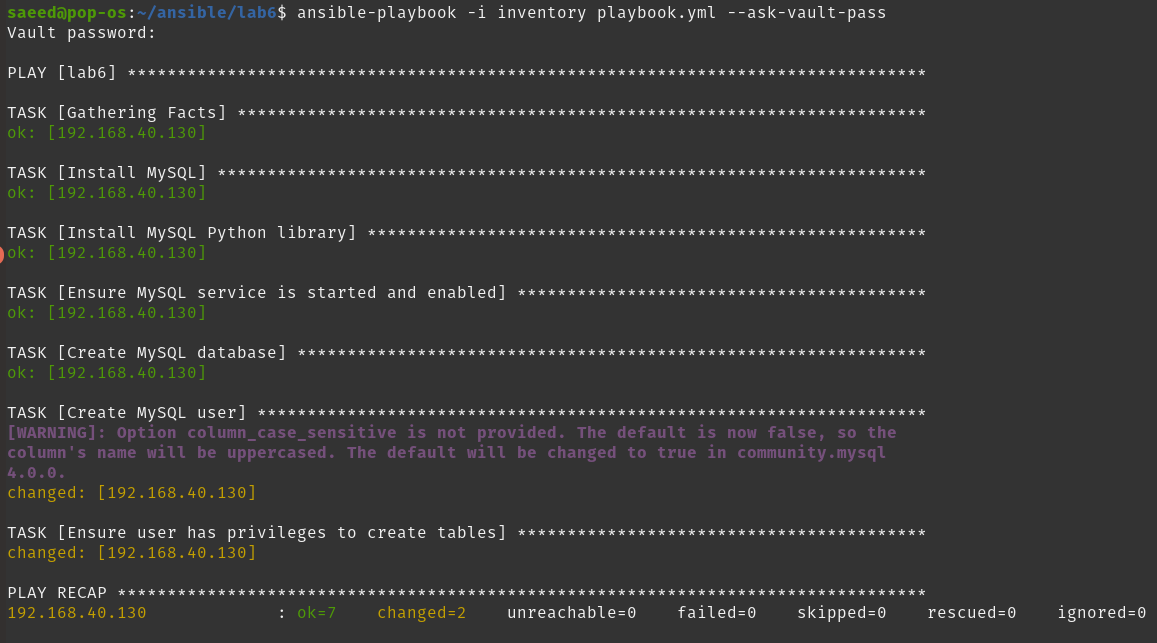 saeed@pop-os:~/ansible/lab6$ ansible-playbook -i inventory playbook.yml --ask-vault-pass
Vault password:
PLAY [lab6] ********************************************************************************
TASK [Gathering Facts] *********************************************************************
ok: [192.168.40.130]
TASK [Install MySQL] ***********************************************************************
ok: [192.168.40.130]
TASK [Install MySQL Python library] ********************************************************
ok: [192.168.40.130]
TASK [Ensure MySQL service is started and enabled] *****************************************
ok: [192.168.40.130]
TASK [Create MySQL database] ***************************************************************
ok: [192.168.40.130]
TASK [Create MySQL user] *******************************************************************
[WARNING]: Option column_case_sensitive is not provided. The default is now false, so the
column's name will be uppercased. The default will be changed to true in community.mysql
4.0.0.
changed: [192.168.40.130]
TASK [Ensure user has privileges to create tables] *****************************************
changed: [192.168.40.130]
PLAY RECAP *********************************************************************************
192.168.40.130             : ok=7    changed=2    unreachable=0    failed=0    skipped=0    rescued=0    ignored=0